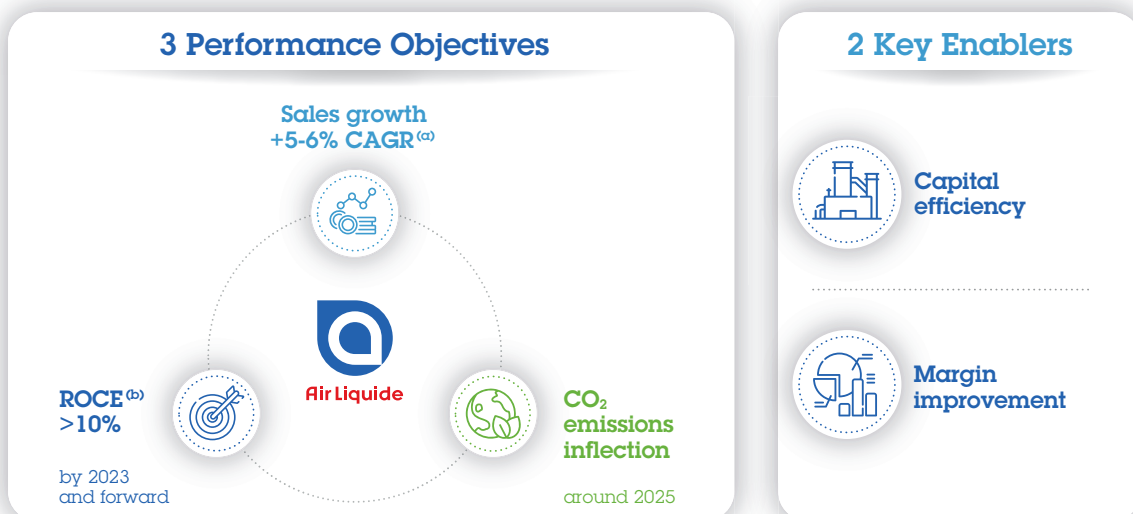 3 Performance Objectives
Sales growth
+5-6% CAGR (a)
Air Liquide
ROCE (b)
>10%
by 2023
and forward
CO₂
emissions
inflection
around 2025
2 Key Enablers
Capital
efficiency
Margin
improvement